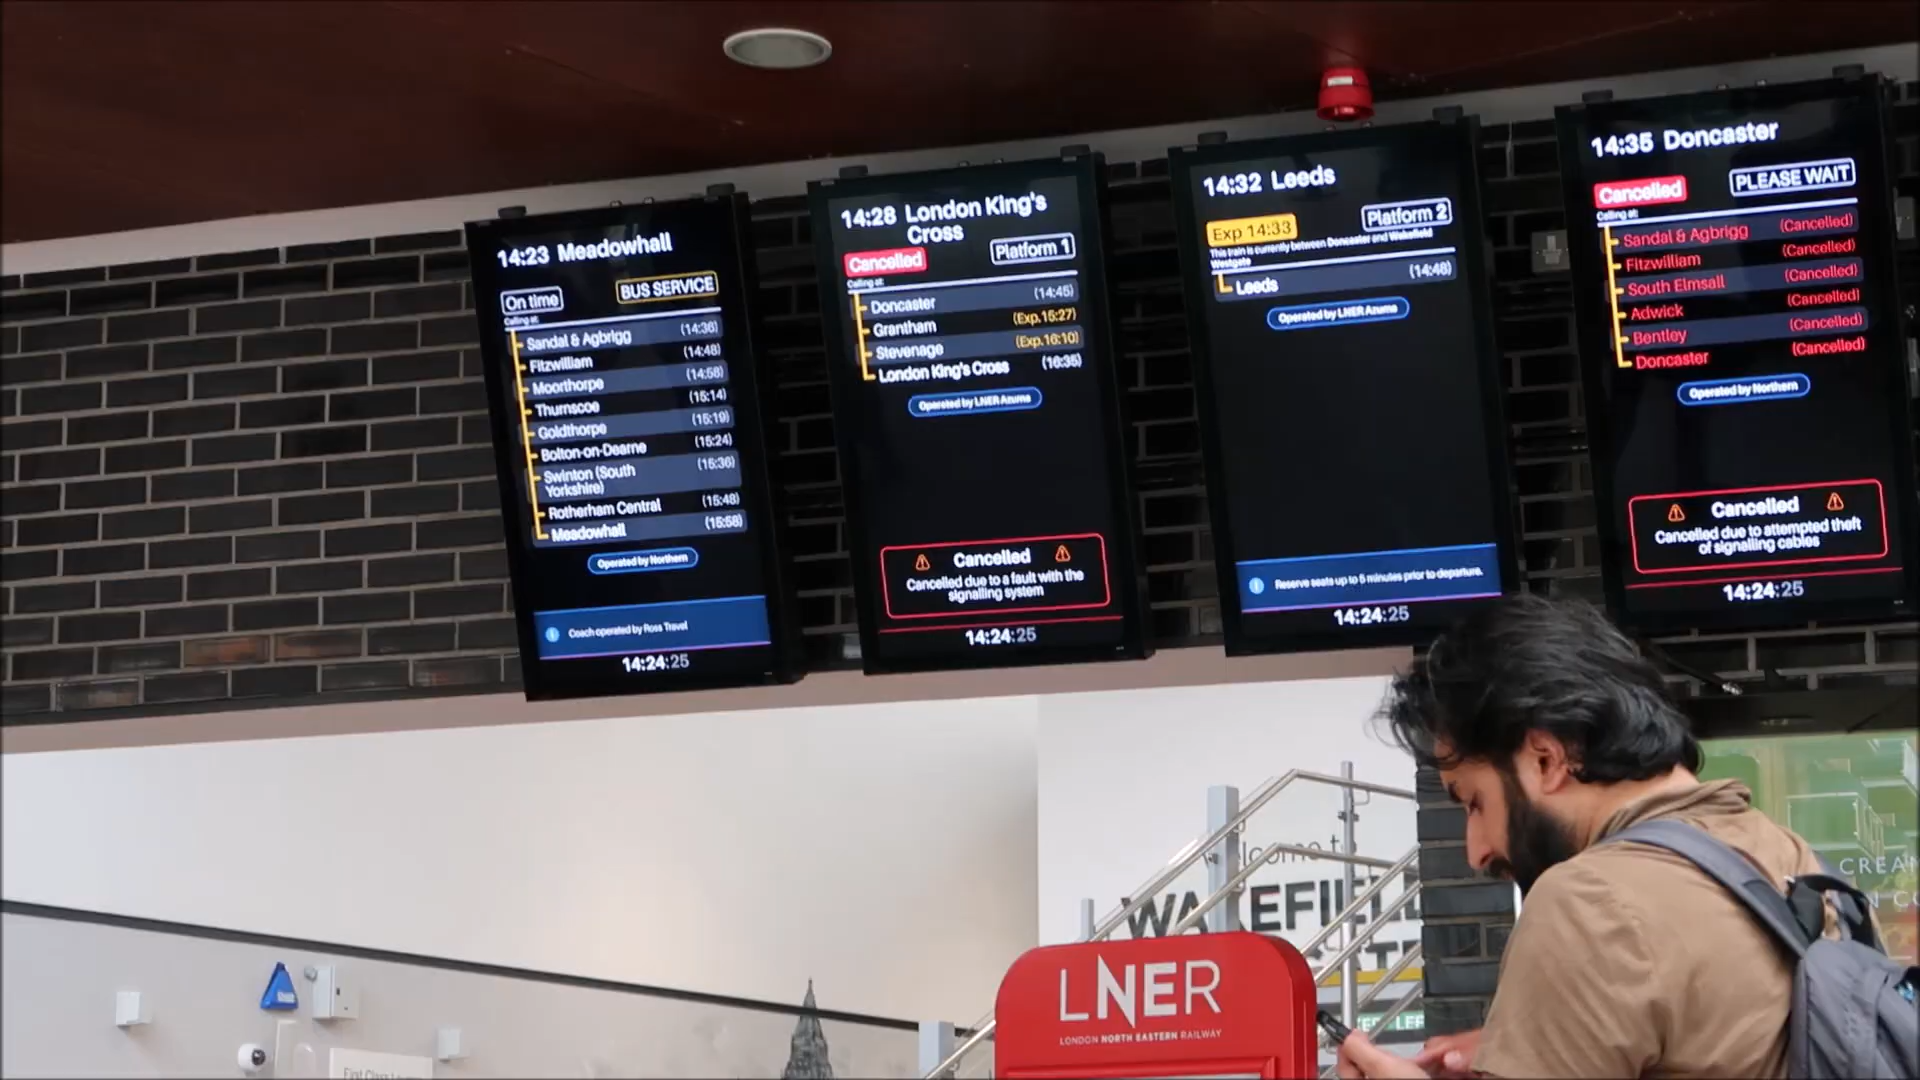 14:23 Meadowhall
On time
BUS SERVICE
Calling at:
Sandal & Agbrigg (14:36)
Fitzwilliam (14:48)
Moorthorpe (14:58)
Thurnscoe (15:14)
Goldthorpe (15:19)
Bolton-on-Dearne (15:24)
Swinton (South (15:36)
Yorkshire)
Rotherham Central (15:48)
Meadowhall (15:58)
Operated by Northern
Coach operated by Ross Travel
14:24:25
14:28 London King's
Cross
Cancelled
Platform 1
Calling at:
Doncaster (14:45)
Grantham (Exp.15:27)
Stevenage (Exp.16:10)
London King's Cross (16:35)
Operated by LNER Azuma
Cancelled
Cancelled due to a fault with the
signalling system
14:24:25
14:32 Leeds
Exp 14:33
Platform 2
This train is currently between Doncaster and Wakefield
Westgate
Leeds (14:48)
Operated by LNER Azuma
Reserve seats up to 5 minutes prior to departure.
14:24:25
14:35 Doncaster
Cancelled
PLEASE WAIT
Calling at:
Sandal & Agbrigg (Cancelled)
Fitzwilliam (Cancelled)
South Elmsall (Cancelled)
Adwick (Cancelled)
Bentley (Cancelled)
Doncaster (Cancelled)
Operated by Northern
Cancelled
Cancelled due to attempted theft
of signalling cables
14:24:25
Welcome t
WAKEFIEL
LNER
LONDON NORTH EASTERN RAILWAY
CREA
First Class